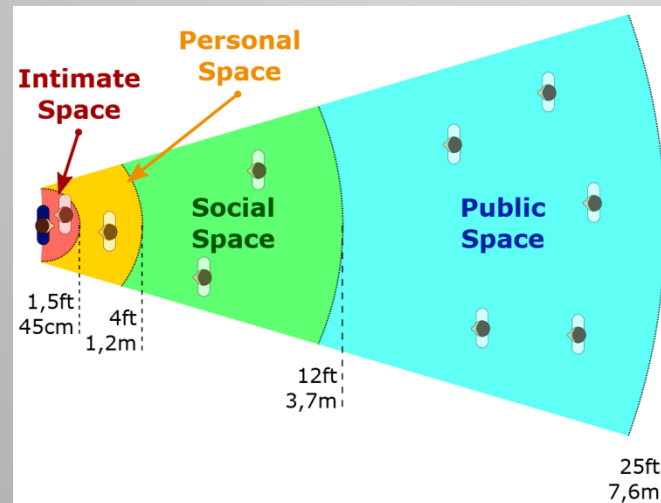 Personal
Space
Intimate
Space
Social
Space
Public
Space
1,5ft
45cm
4ft
1,2m
12ft
3,7m
25ft
7,6m